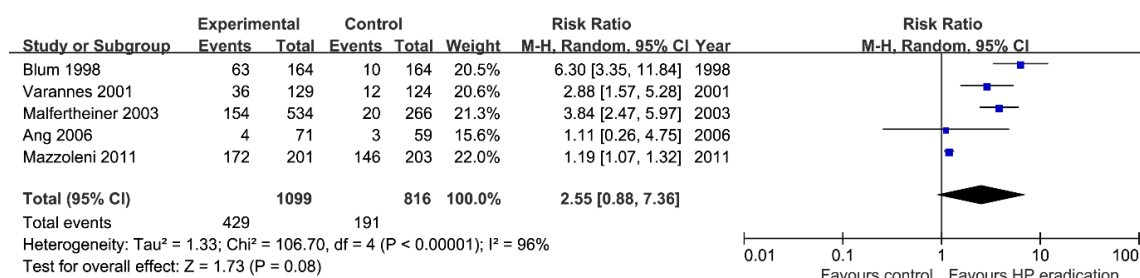 Experimental Control Risk Ratio Risk Ratio
Study or Subgroup Events Total Events Total Weight M-H, Random, 95% CI Year M-H, Random, 95% CI
Blum 1998 63 164 10 164 20.5% 6.30 [3.35, 11.84] 1998
Varannes 2001 36 129 12 124 20.6% 2.88 [1.57, 5.28] 2001
Malfertheiner 2003 154 534 20 266 21.3% 3.84 [2.47, 5.97] 2003
Ang 2006 4 71 3 59 15.6% 1.11 [0.26, 4.75] 2006
Mazzoleni 2011 172 201 146 203 22.0% 1.19 [1.07, 1.32] 2011
Total (95% CI) 1099 816 100.0% 2.55 [0.88, 7.36]
Total events 429 191
Heterogeneity: Tau² = 1.33; Chi² = 106.70, df = 4 (P < 0.00001); I² = 96%
Test for overall effect: Z = 1.73 (P = 0.08)
0.01 0.1 1 10 100
Favours control Favours HP eradication